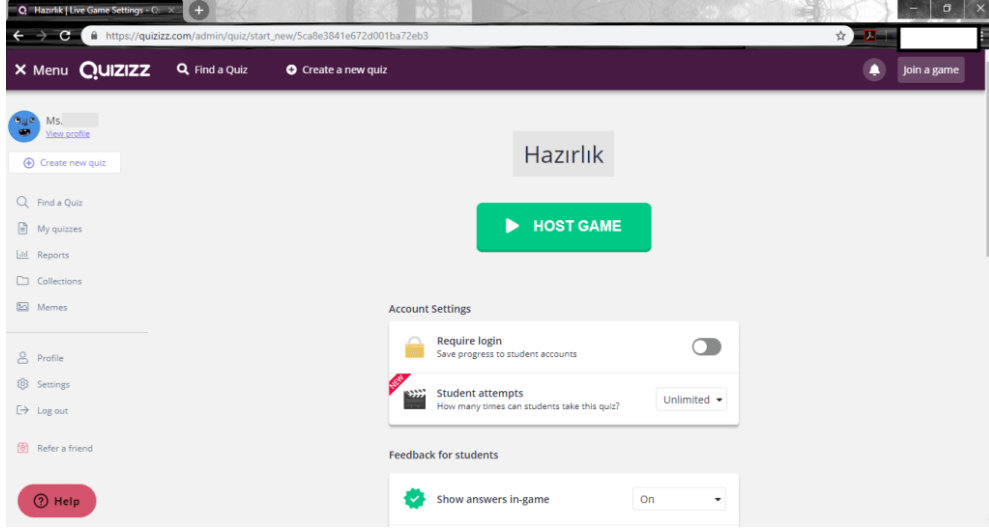 Hazırlık | Live Game Settings - Q
https://quizizz.com/admin/quiz/start_new/5ca8e3841e672d001ba72eb3
Menu QUIZIZZ Find a Quiz Create a new quiz Join a game
Ms.
View profile
Create new quiz
Find a Quiz
My quizzes
Reports
Collections
Memes
Profile
Settings
Log out
Refer a friend
Help
Hazırlık
HOST GAME
Account Settings
Require login
Save progress to student accounts
NEW
Student attempts
How many times can students take this quiz?
Unlimited
Feedback for students
Show answers in-game
On